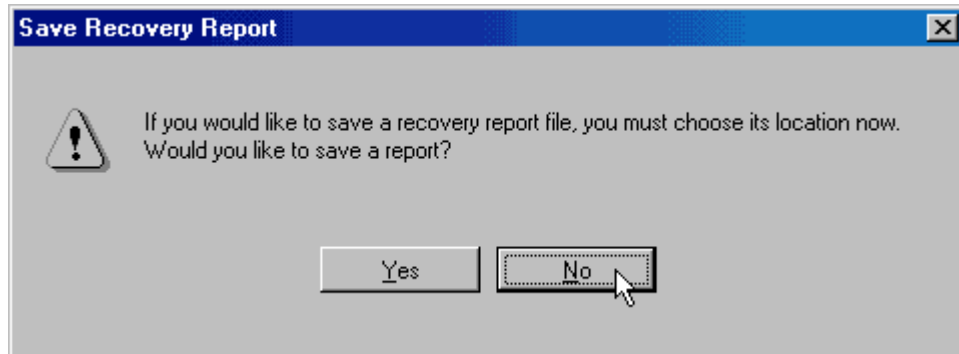 Save Recovery Report
If you would like to save a recovery report file, you must choose its location now.
Would you like to save a report?
Yes
No